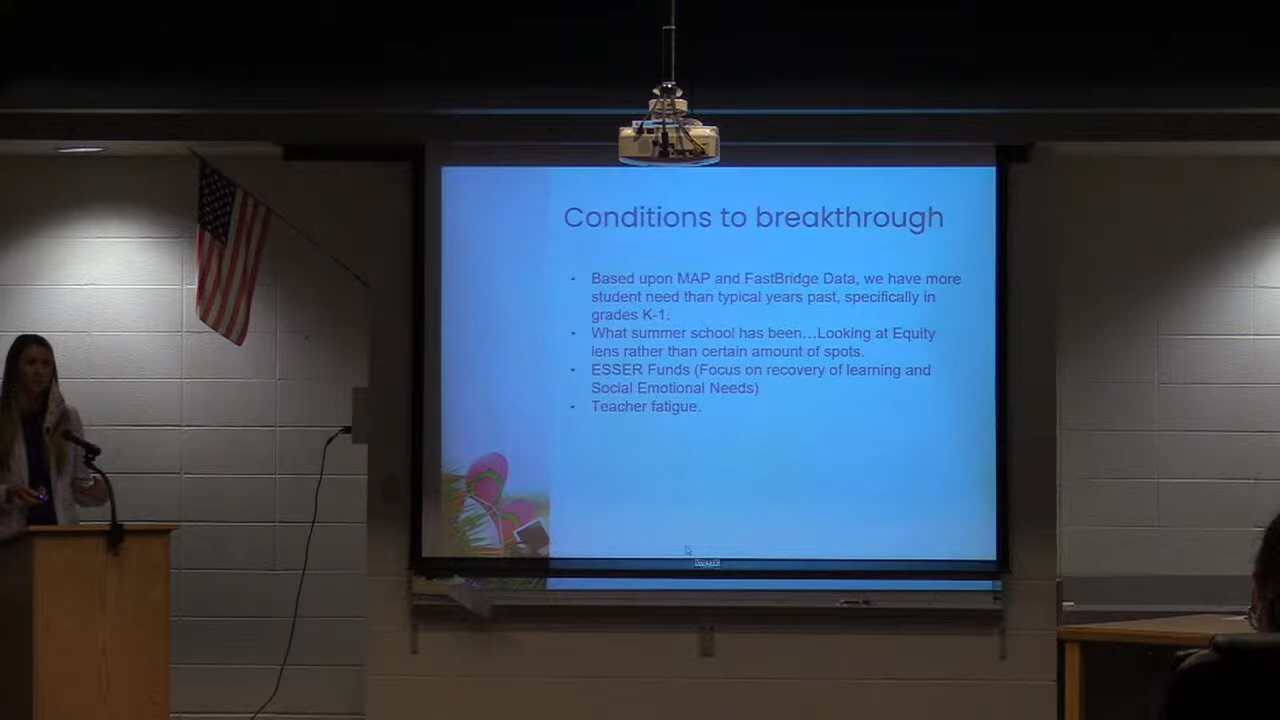 Conditions to breakthrough
- Based upon MAP and FastBridge Data, we have more
student need than typical years past, specifically in
grades K-1.
- What summer school has been...Looking at Equity
lens rather than certain amount of spots.
- ESSER Funds (Focus on recovery of learning and
Social Emotional Needs)
- Teacher fatigue.